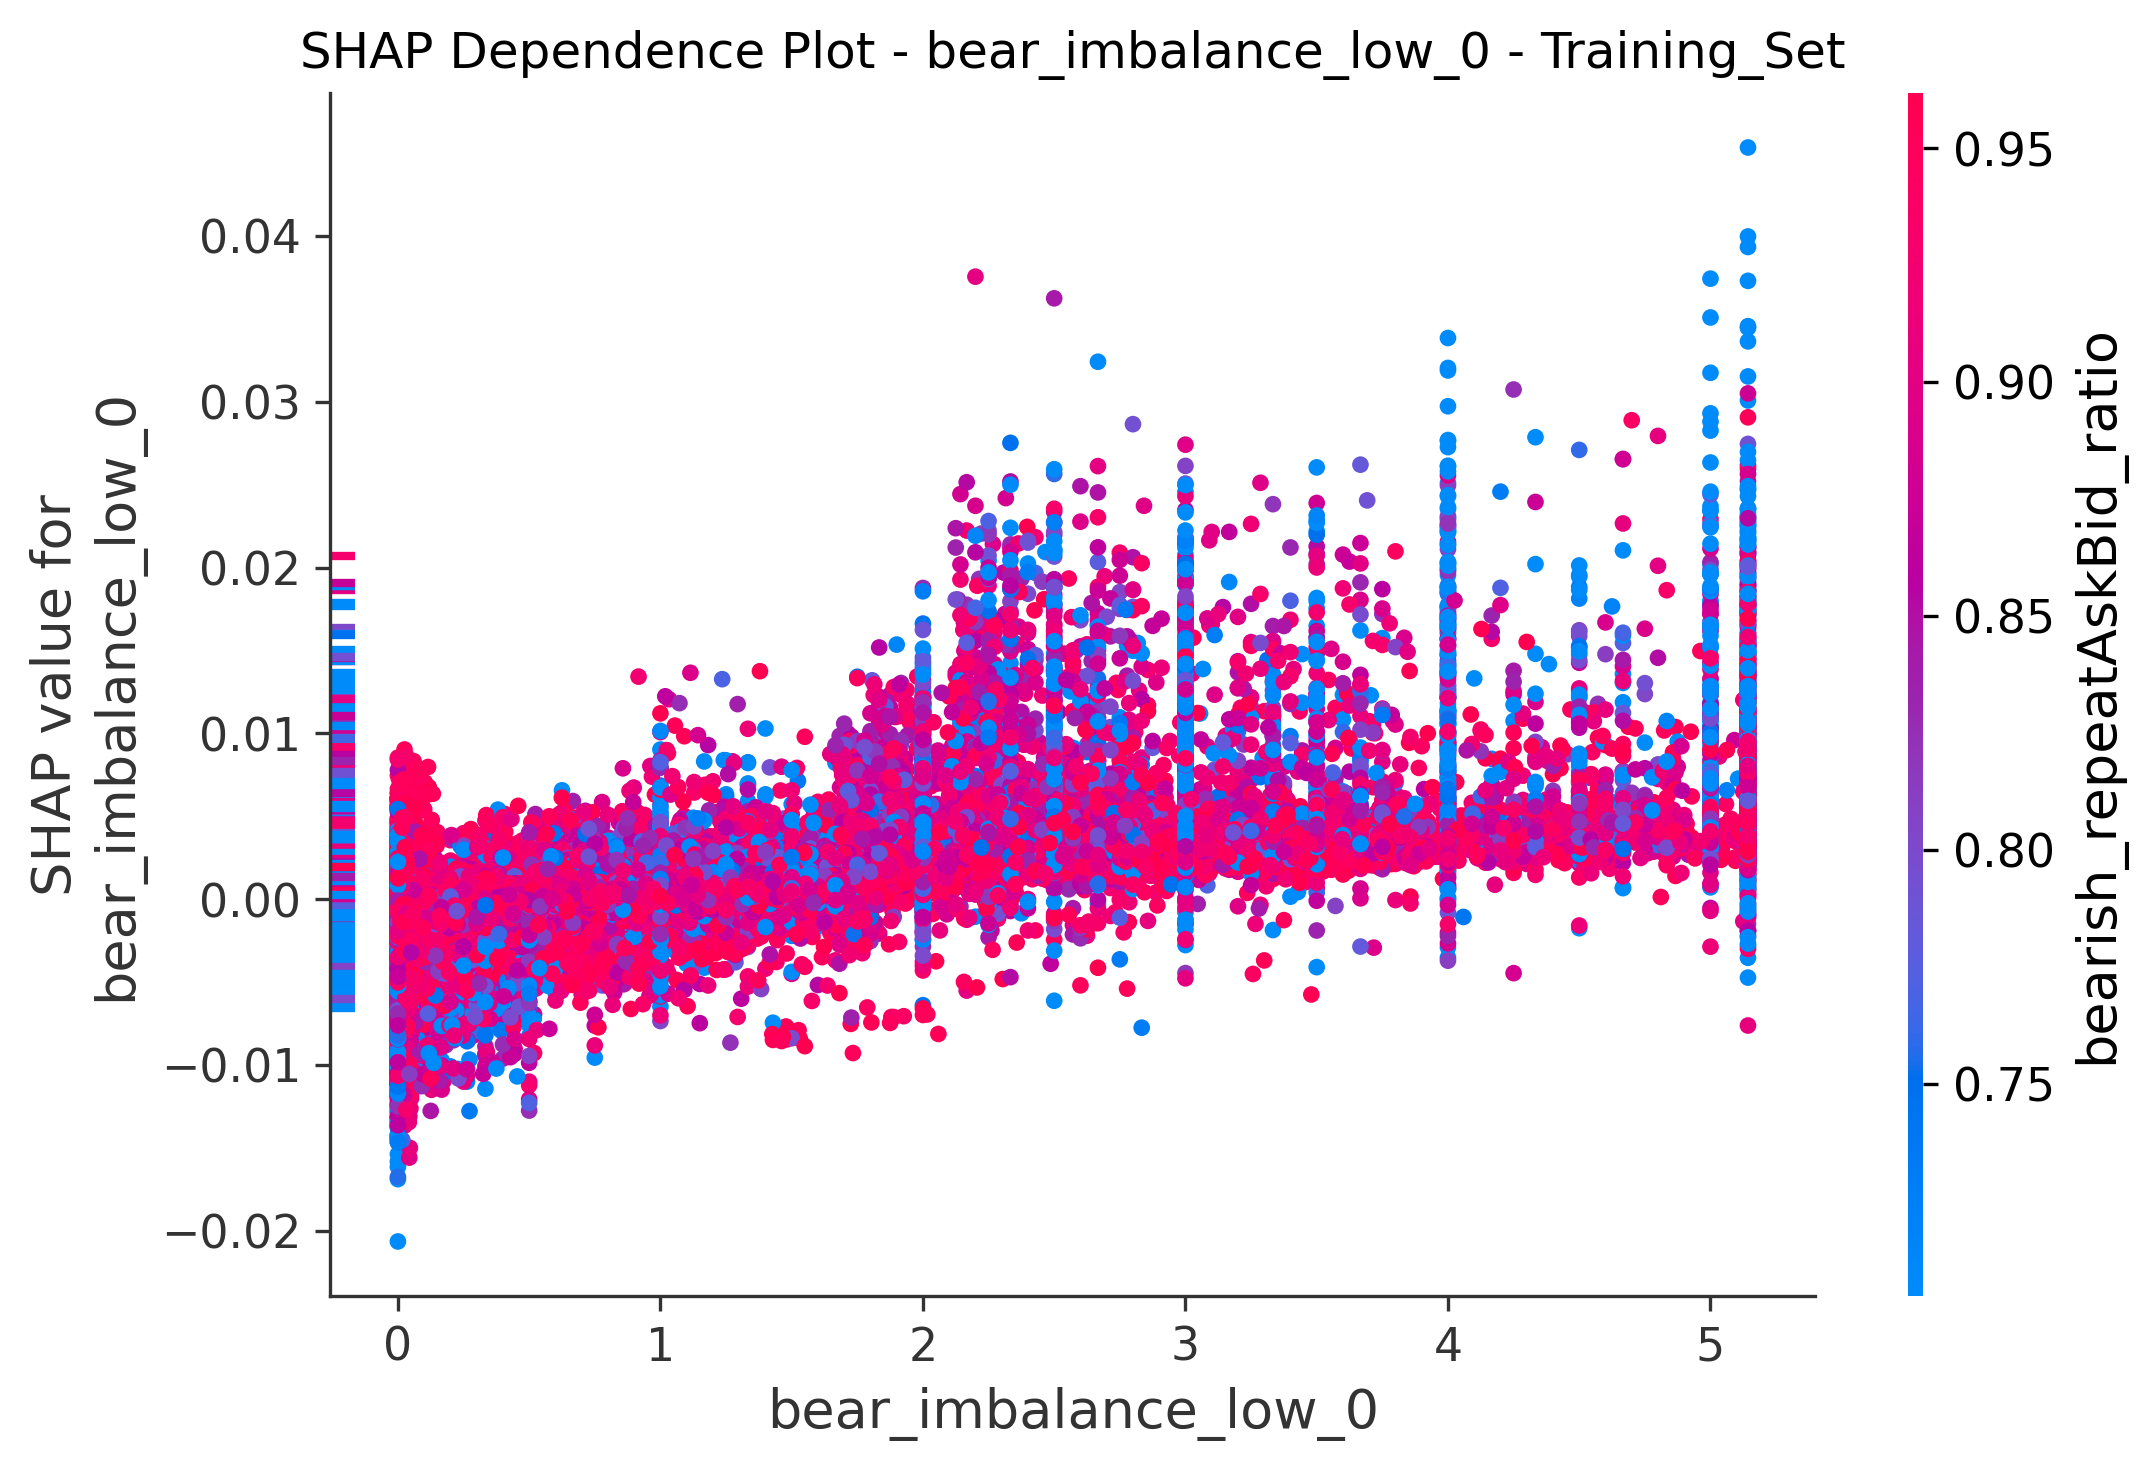 SHAP Dependence Plot - bear_imbalance_low_0 - Training_Set
SHAP value for
bear_imbalance_low_0
0.04
0.03
0.02
0.01
0.00
−0.01
−0.02
0 1 2 3 4 5
bear_imbalance_low_0
0.95
0.90
0.85
0.80
0.75
bearish_repeatAskBid_ratio